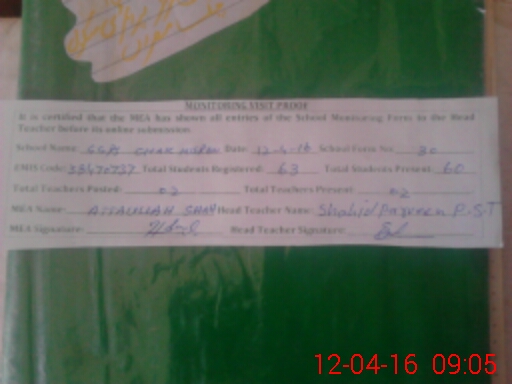 MONITORING VISIT PROOF
It is certified that the MEA has shown all entries of the School Monitoring Form to the Head
Teacher before its online submission.
School Name: GGPS CHAK Date: 12-4-16 School Form No: 30
EMIS Code: Total Students Registered: 63 Total Students Present: 60
Total Teachers Posted: 02 Total Teachers Present: 02
MEA Name: ATTAULLAH SHAH Head Teacher Name: Shahid Parveen P.S.T
MEA Signature: Head Teacher Signature:
12-04-16 09:05